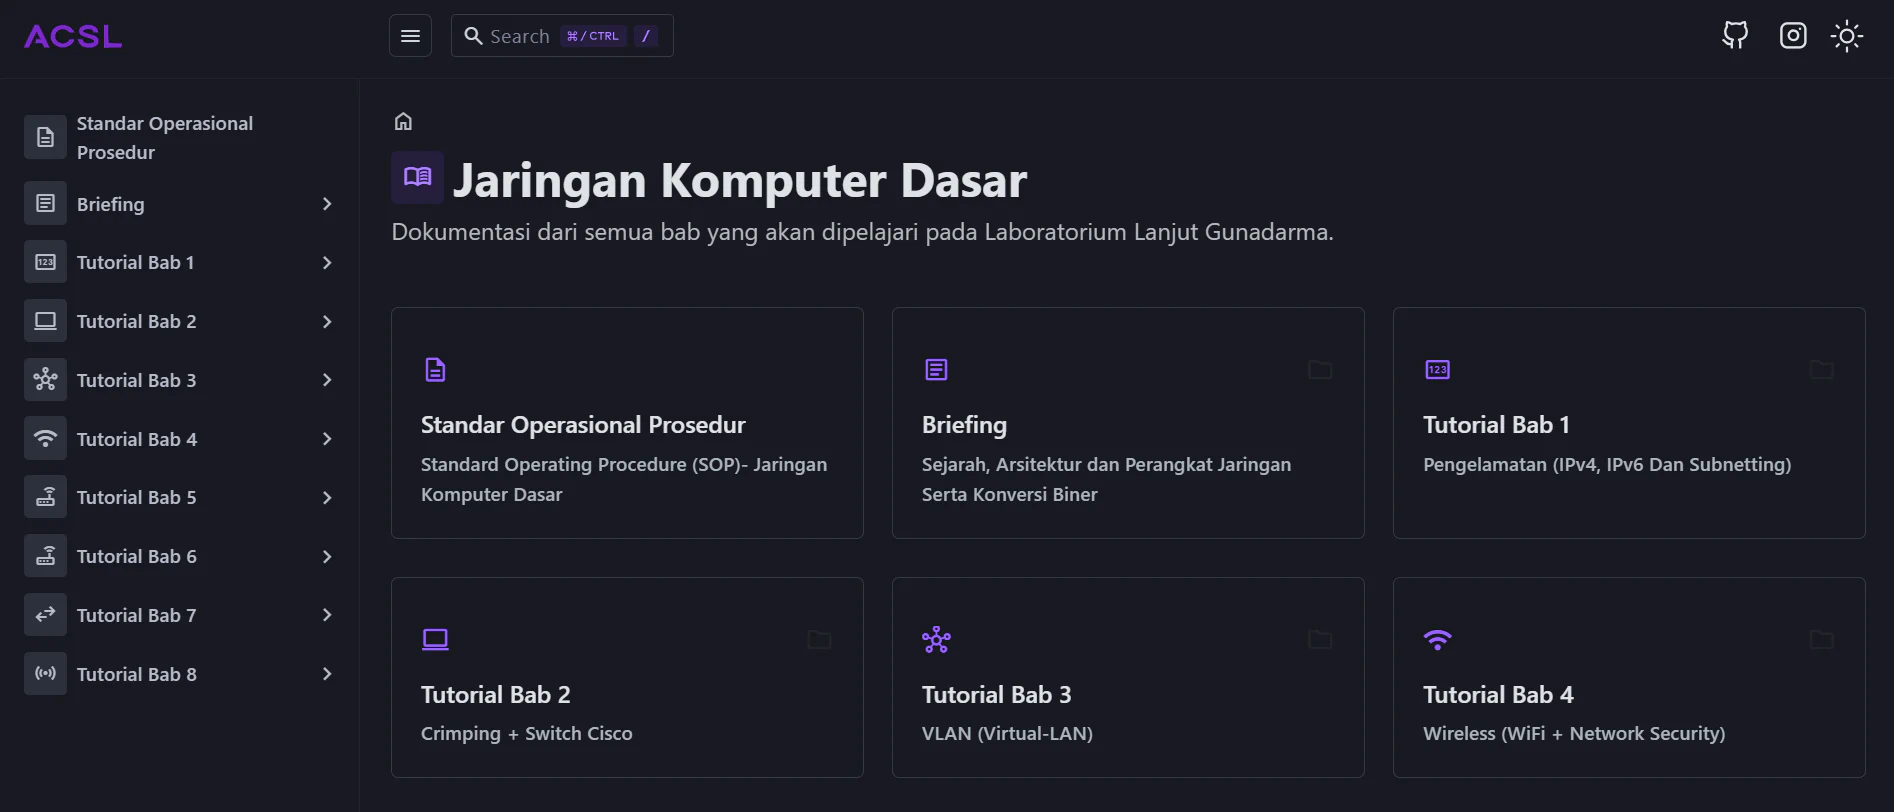 ACSL
Search ⌘/CTRL /
Standar Operasional
Prosedur
Briefing
Tutorial Bab 1
Tutorial Bab 2
Tutorial Bab 3
Tutorial Bab 4
Tutorial Bab 5
Tutorial Bab 6
Tutorial Bab 7
Tutorial Bab 8
Jaringan Komputer Dasar
Dokumentasi dari semua bab yang akan dipelajari pada Laboratorium Lanjut Gunadarma.
Standar Operasional Prosedur
Standard Operating Procedure (SOP)- Jaringan
Komputer Dasar
Briefing
Sejarah, Arsitektur dan Perangkat Jaringan
Serta Konversi Biner
123
Tutorial Bab 1
Pengelamatan (IPv4, IPv6 Dan Subnetting)
Tutorial Bab 2
Crimping + Switch Cisco
Tutorial Bab 3
VLAN (Virtual-LAN)
Tutorial Bab 4
Wireless (WiFi + Network Security)